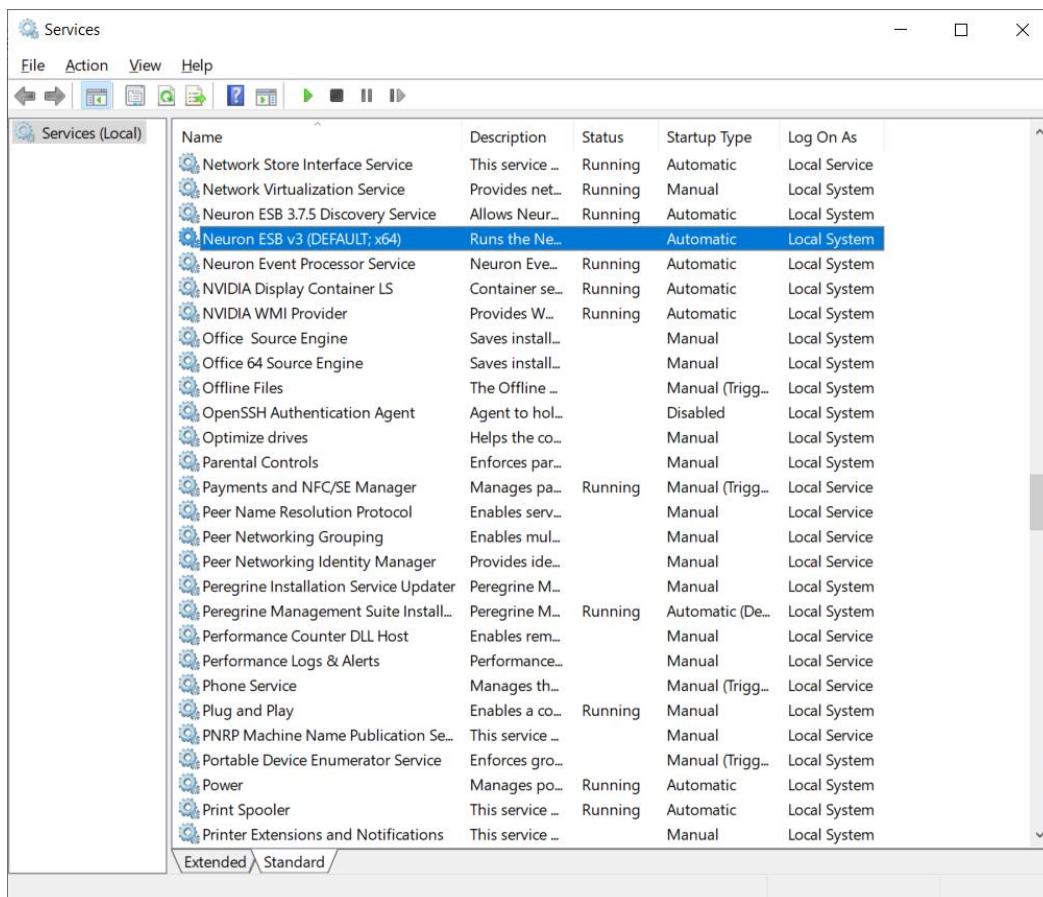 Services
File Action View Help
Services (Local)
Name Description Status Startup Type Log On As
Network Store Interface Service This service ... Running Automatic Local Service
Network Virtualization Service Provides net... Running Manual Local System
Neuron ESB 3.7.5 Discovery Service Allows Neur... Running Automatic Local System
Neuron ESB v3 (DEFAULT; x64) Runs the Ne... Automatic Local System
Neuron Event Processor Service Neuron Eve... Running Automatic Local System
NVIDIA Display Container LS Container se... Running Automatic Local System
NVIDIA WMI Provider Provides W... Running Automatic Local System
Office  Source Engine Saves install... Manual Local System
Office 64 Source Engine Saves install... Manual Local System
Offline Files The Offline ... Manual (Trigg... Local System
OpenSSH Authentication Agent Agent to hol... Disabled Local System
Optimize drives Helps the co... Manual Local System
Parental Controls Enforces par... Manual Local System
Payments and NFC/SE Manager Manages pa... Running Manual (Trigg... Local Service
Peer Name Resolution Protocol Enables serv... Manual Local Service
Peer Networking Grouping Enables mul... Manual Local Service
Peer Networking Identity Manager Provides ide... Manual Local Service
Peregrine Installation Service Updater Peregrine M... Manual Local System
Peregrine Management Suite Install... Peregrine M... Running Automatic (De... Local System
Performance Counter DLL Host Enables rem... Manual Local Service
Performance Logs & Alerts Performance... Manual Local Service
Phone Service Manages th... Manual (Trigg... Local Service
Plug and Play Enables a co... Running Manual Local System
PNRP Machine Name Publication Se... This service ... Manual Local Service
Portable Device Enumerator Service Enforces gro... Manual (Trigg... Local System
Power Manages po... Running Automatic Local System
Print Spooler This service ... Running Automatic Local System
Printer Extensions and Notifications This service ... Manual Local System
Extended Standard